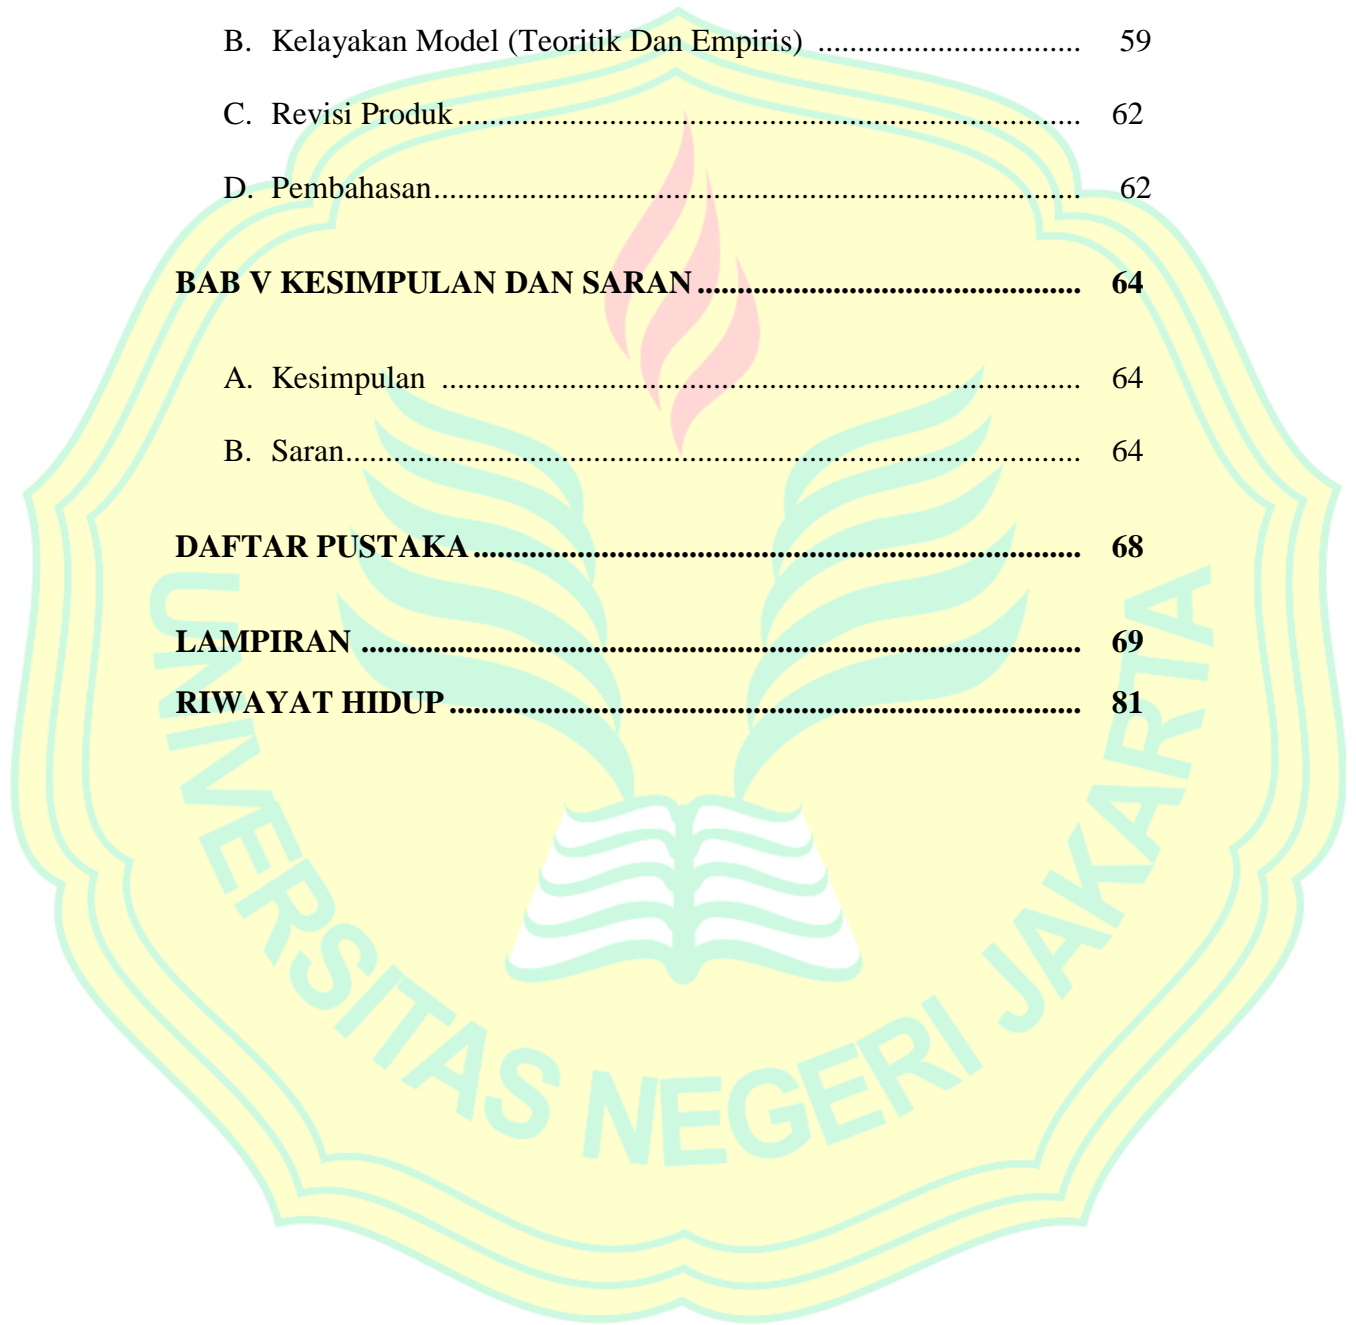 B. Kelayakan Model (Teoritik Dan Empiris) ................................. 59
C. Revisi Produk.............................................................................. 62
D. Pembahasan................................................................................. 62
BAB V KESIMPULAN DAN SARAN................................................ 64
A. Kesimpulan ................................................................................ 64
B. Saran............................................................................................ 64
DAFTAR PUSTAKA............................................................................ 68
LAMPIRAN .......................................................................................... 69
RIWAYAT HIDUP............................................................................... 81
UNIVERSITAS NEGERI JAKARTA